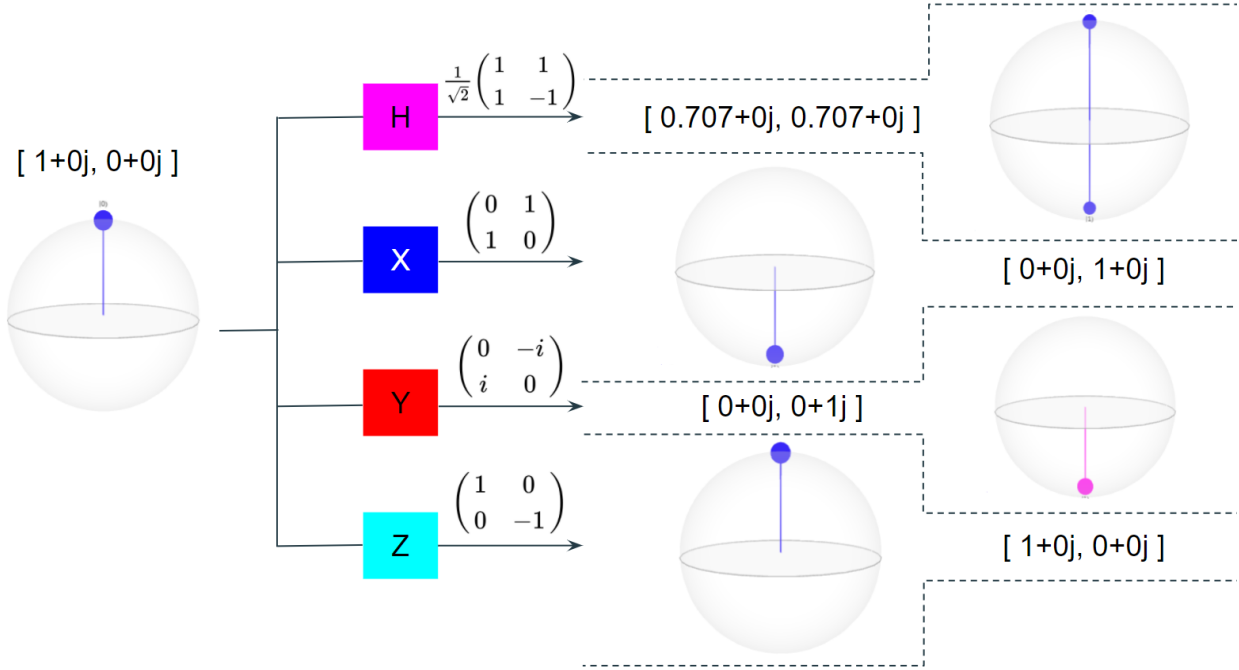 [ 1+0j, 0+0j ]
|0⟩
H
1/√2 ( 1 1
1 -1 )
[ 0.707+0j, 0.707+0j ]
|1⟩
X
( 0 1
1 0 )
[ 0+0j, 1+0j ]
Y
( 0 -i
i 0 )
[ 0+0j, 0+1j ]
Z
( 1 0
0 -1 )
[ 1+0j, 0+0j ]